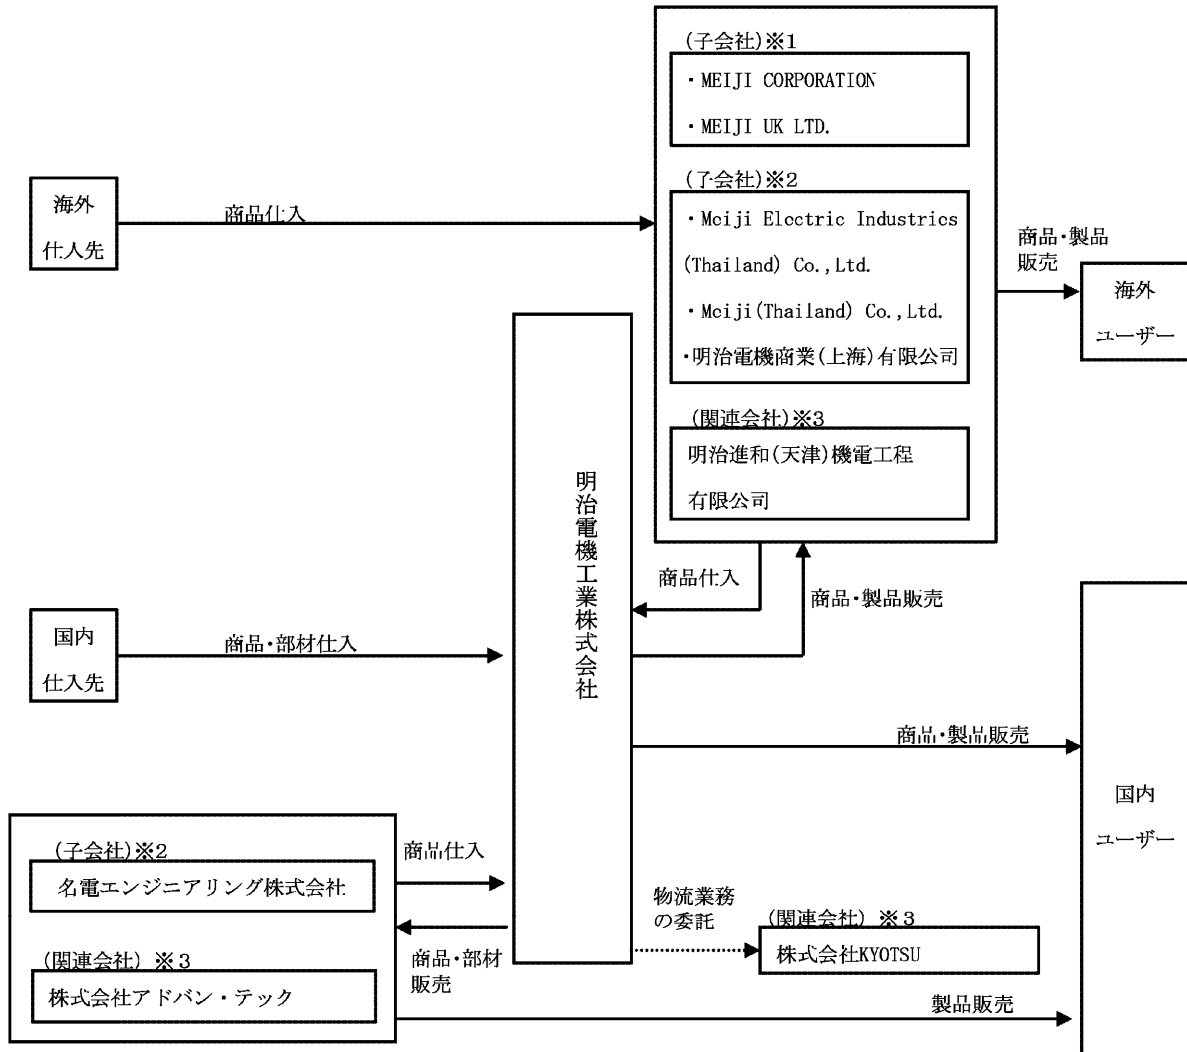 (子会社)※1
・MEIJI CORPORATION
・MEIJI UK LTD.
(子会社)※2
・Meiji Electric Industries
(Thailand) Co.,Ltd.
・Meiji(Thailand) Co.,Ltd.
・明治電機商業(上海)有限公司
(関連会社)※3
明治進和(天津)機電工程
有限公司
海外
仕入先
商品仕入
商品・製品
販売
海外
ユーザー
明治電機工業株式会社
商品仕入
商品・製品販売
国内
仕入先
商品・部材仕入
商品・製品販売
国内
ユーザー
(子会社)※2
名電エンジニアリング株式会社
(関連会社) ※3
株式会社アドバン・テック
商品仕入
商品・部材
販売
物流業務
の委託
(関連会社) ※3
株式会社KYOTSU
製品販売